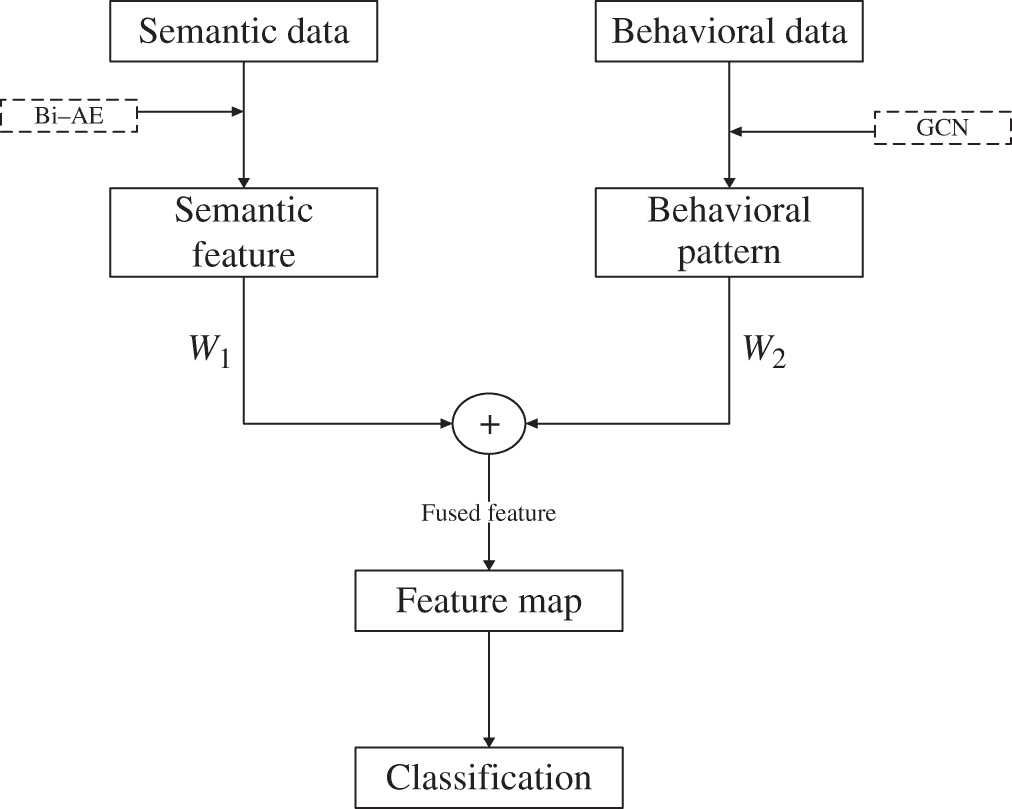 Semantic data
Behavioral data
Bi–AE
GCN
Semantic
feature
Behavioral
pattern
W1
W2
+
Fused feature
Feature map
Classification